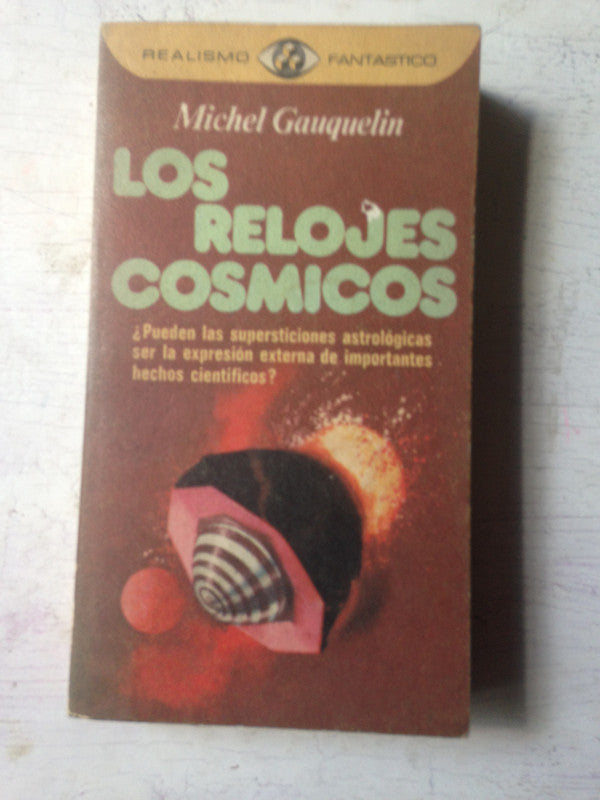 REALISMO FANTASTICO
Michel Gauquelin
LOS
RELOJES
COSMICOS
¿Pueden las supersticiones astrológicas
ser la expresión externa de importantes
hechos científicos?